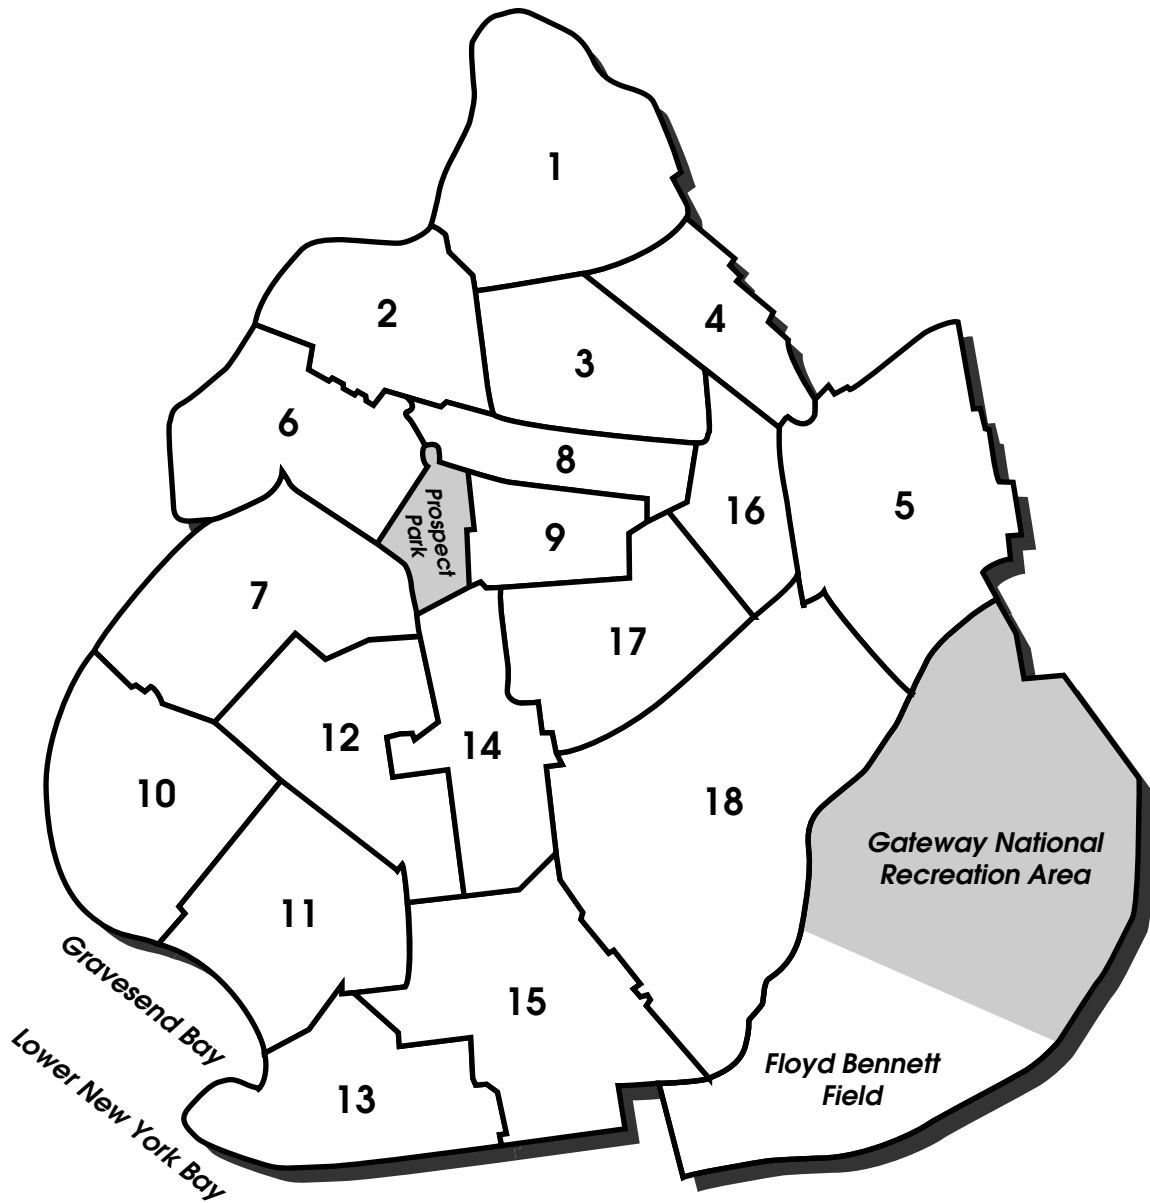 1
2
3
4
6
8
16
5
9
Prospect
Park
7
17
12
14
10
18
Gateway National
Recreation Area
11
Gravesend Bay
15
Lower New York Bay
13
Floyd Bennett
Field